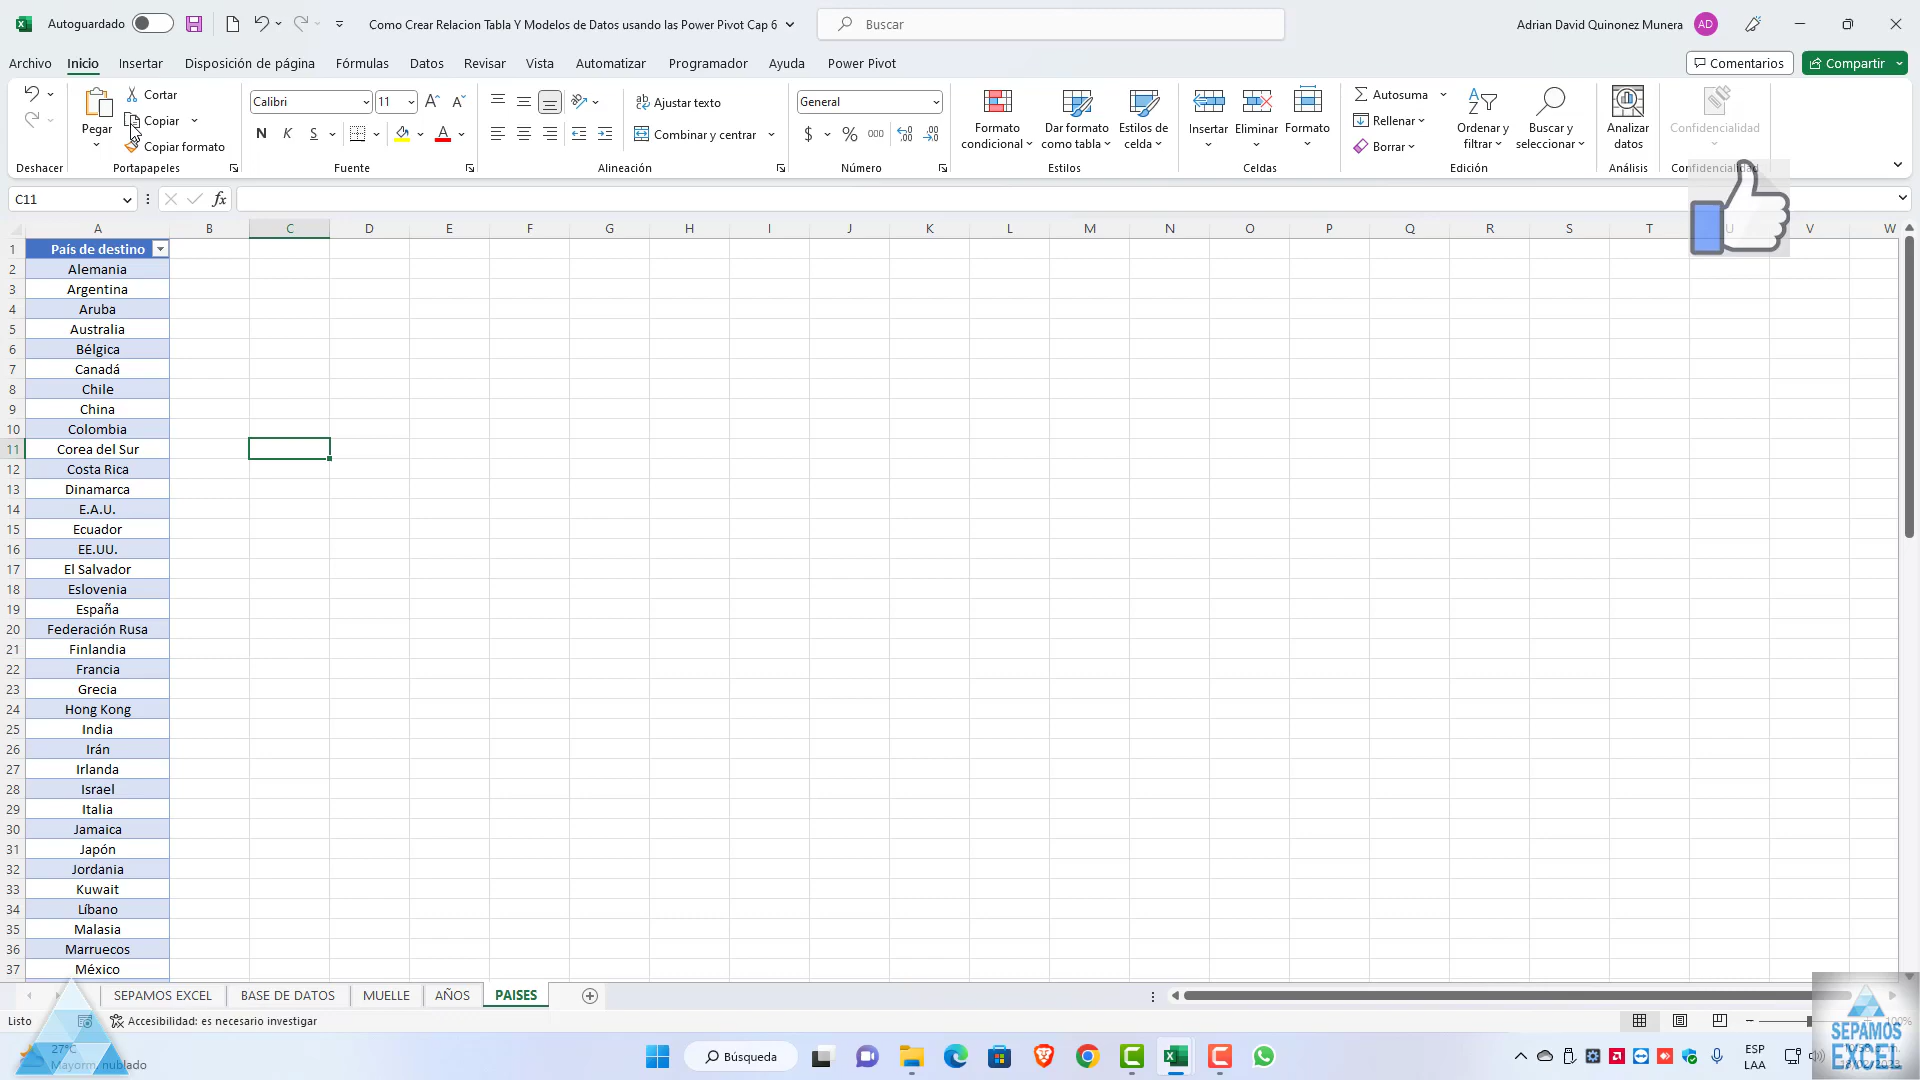 Autoguardado
Como Crear Relacion Tabla Y Modelos de Datos usando las Power Pivot Cap 6
Buscar
Adrian David Quinonez Munera
AD
Archivo
Inicio
Insertar
Disposición de página
Fórmulas
Datos
Revisar
Vista
Automatizar
Programador
Ayuda
Power Pivot
Comentarios
Compartir
Pegar
Cortar
Copiar
Copiar formato
Calibri
11
N K S
Ajustar texto
Combinar y centrar
General
$ % 000
Formato condicional
Dar formato como tabla
Estilos de celda
Insertar
Eliminar
Formato
Autosuma
Rellenar
Borrar
Ordenar y filtrar
Buscar y seleccionar
Analizar datos
Confidencialidad
Deshacer
Portapapeles
Fuente
Alineación
Número
Estilos
Celdas
Edición
Análisis
C11
fx
A B C D E F G H I J K L M N O P Q R S T U V W
1 País de destino
2 Alemania
3 Argentina
4 Aruba
5 Australia
6 Bélgica
7 Canadá
8 Chile
9 China
10 Colombia
11 Corea del Sur
12 Costa Rica
13 Dinamarca
14 E.A.U.
15 Ecuador
16 EE.UU.
17 El Salvador
18 Eslovenia
19 España
20 Federación Rusa
21 Finlandia
22 Francia
23 Grecia
24 Hong Kong
25 India
26 Irán
27 Irlanda
28 Israel
29 Italia
30 Jamaica
31 Japón
32 Jordania
33 Kuwait
34 Líbano
35 Malasia
36 Marruecos
37 México
SEPAMOS EXCEL
BASE DE DATOS
MUELLE
AÑOS
PAISES
Listo
Accesibilidad: es necesario investigar
100%
27°C
Mayorm. nublado
Búsqueda
ESP
LAA
SEPAMOS
EXCEL